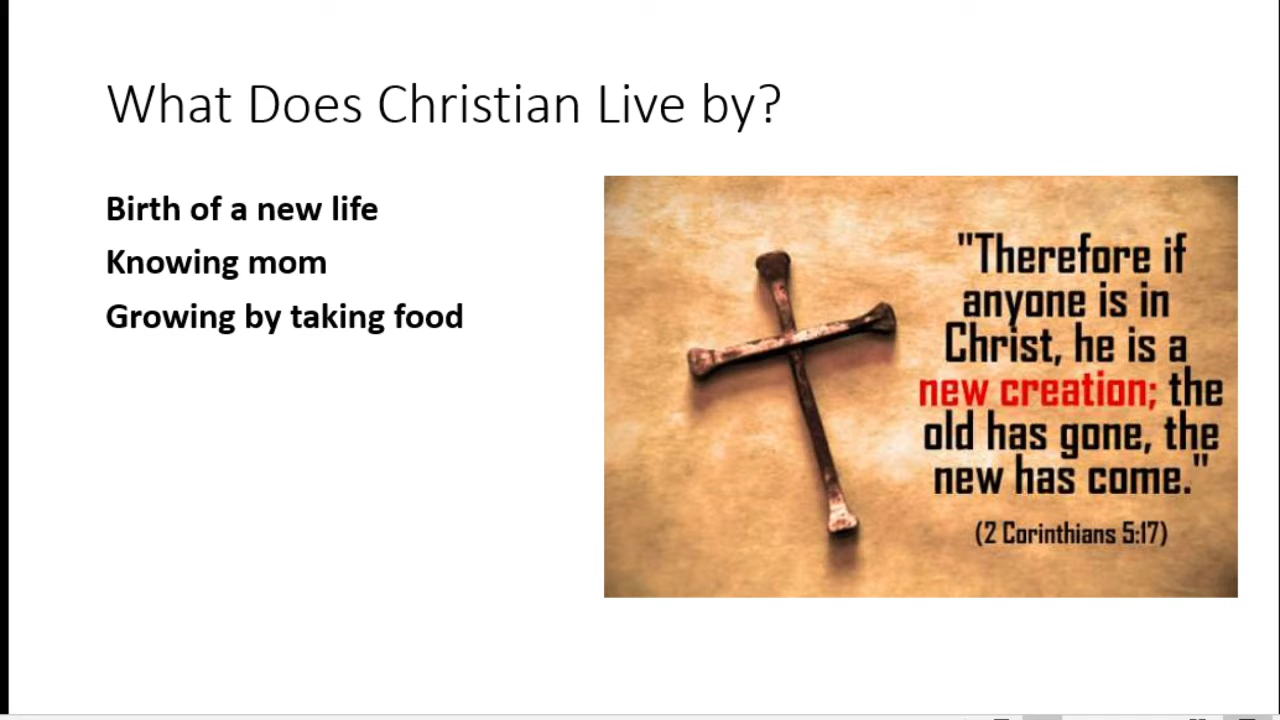 What Does Christian Live by?
Birth of a new life
Knowing mom
Growing by taking food
"Therefore if
anyone is in
Christ, he is a
new creation; the
old has gone, the
new has come."
(2 Corinthians 5:17)